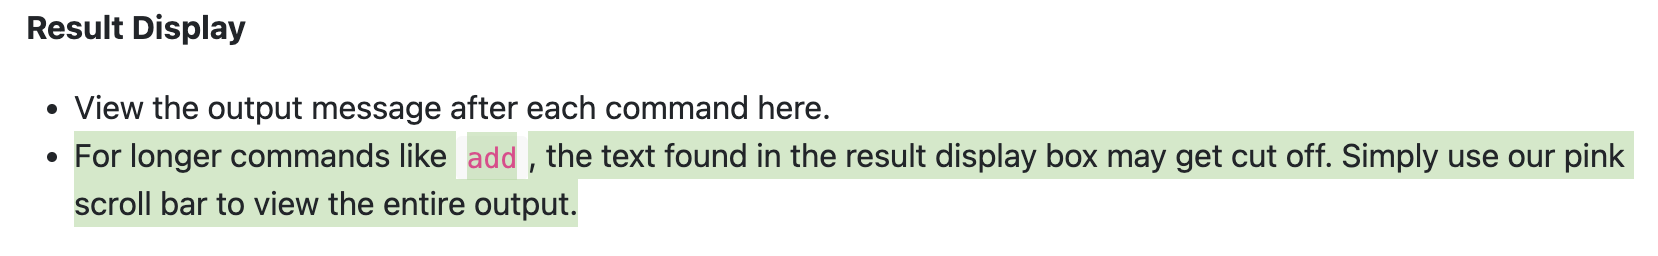 Result Display
• View the output message after each command here.
• For longer commands like add, the text found in the result display box may get cut off. Simply use our pink
scroll bar to view the entire output.